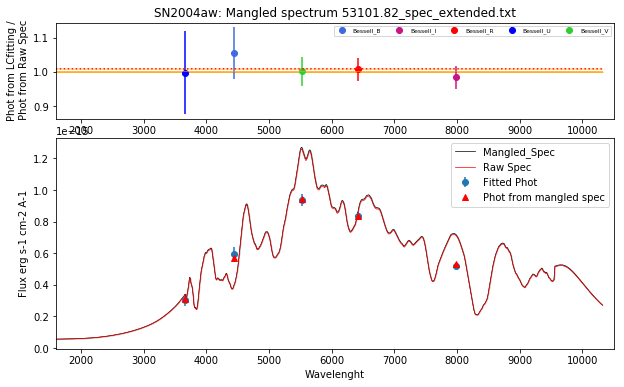 SN2004aw: Mangled spectrum 53101.82_spec_extended.txt
Phot from LCfitting /
Phot from Raw Spec
1.1
1.0
0.9
Bessell_B
Bessell_I
Bessell_R
Bessell_U
Bessell_V
2000 3000 4000 5000 6000 7000 8000 9000 10000
Flux erg s-1 cm-2 A-1
1.2
1.0
0.8
0.6
0.4
0.2
0.0
Mangled_Spec
Raw Spec
Fitted Phot
Phot from mangled spec
2000 3000 4000 5000 6000 7000 8000 9000 10000
Wavelenght